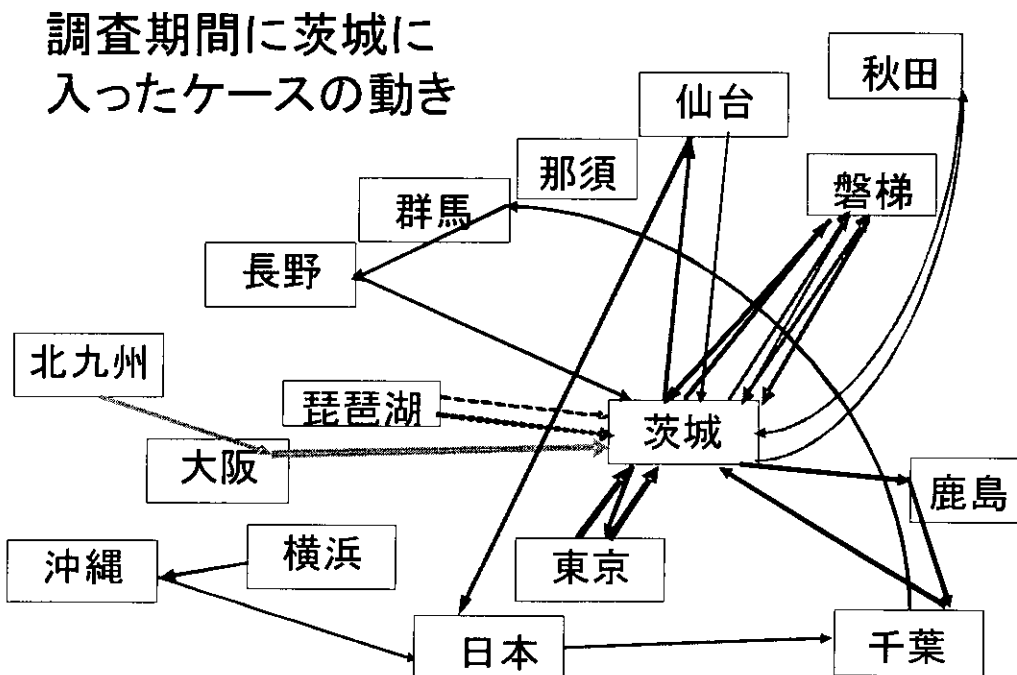 調査期間に茨城に
入ったケースの動き
秋田
仙台
那須
磐梯
群馬
長野
北九州
琵琶湖
茨城
大阪
鹿島
沖縄
横浜
東京
日本
千葉